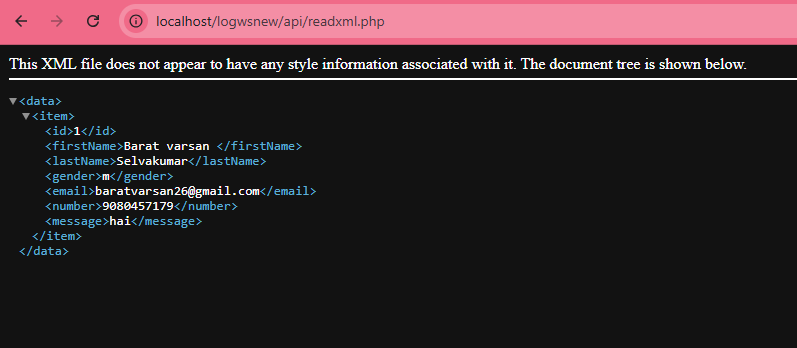 localhost/logwsnew/api/readxml.php
This XML file does not appear to have any style information associated with it. The document tree is shown below.
<data>
<item>
<id>1</id>
<firstName>Barat varsan </firstName>
<lastName>Selvakumar</lastName>
<gender>m</gender>
<email>baratvarsan26@gmail.com</email>
<number>9080457179</number>
<message>hai</message>
</item>
</data>